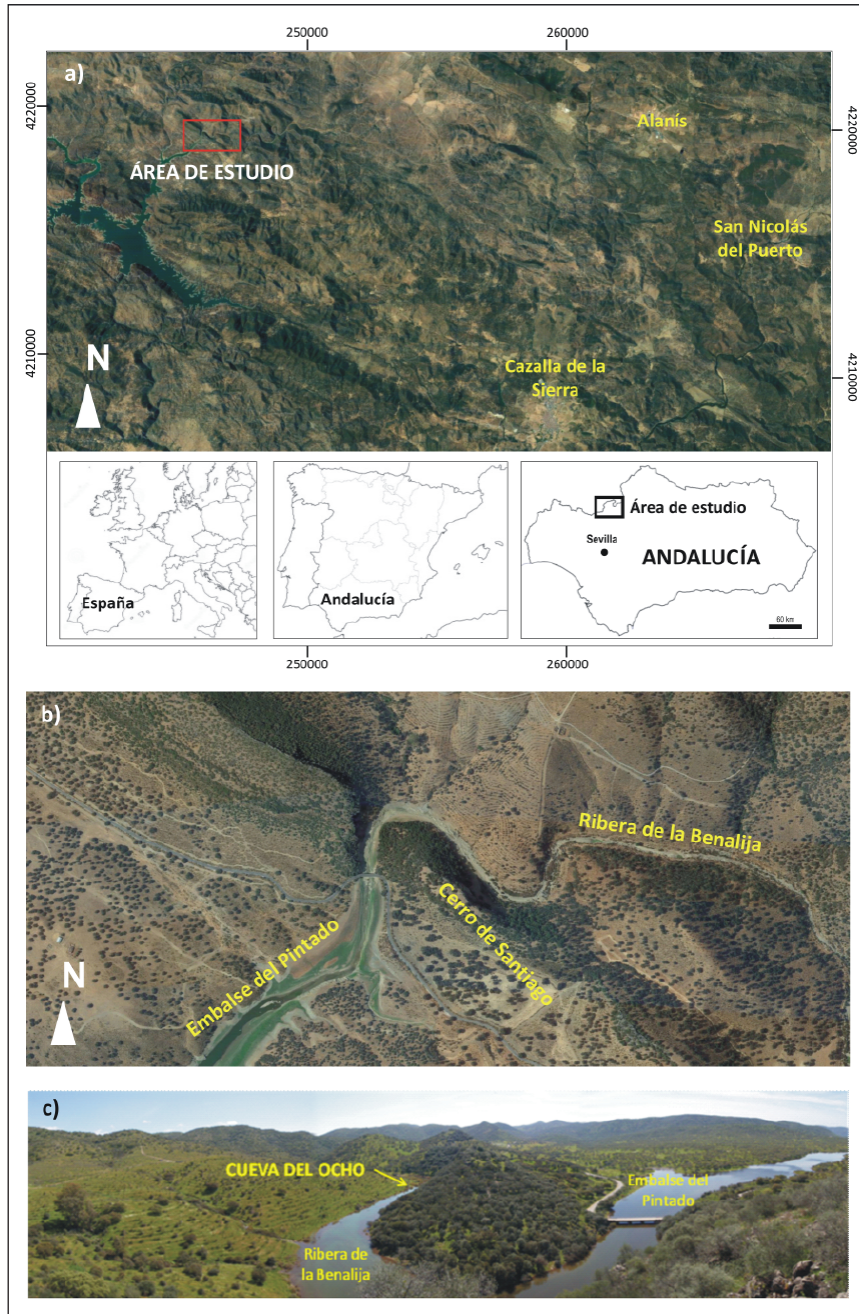 250000
260000
a)
4220000
4220000
Alanís
ÁREA DE ESTUDIO
San Nicolás
del Puerto
4210000
4210000
N
Cazalla de la
Sierra
España
Andalucía
Área de estudio
Sevilla
ANDALUCÍA
60 km
250000
260000
b)
Ribera de la Benalija
Cerro de Santiago
Embalse del Pintado
N
c)
CUEVA DEL OCHO
Embalse del
Pintado
Ribera de
la Benalija